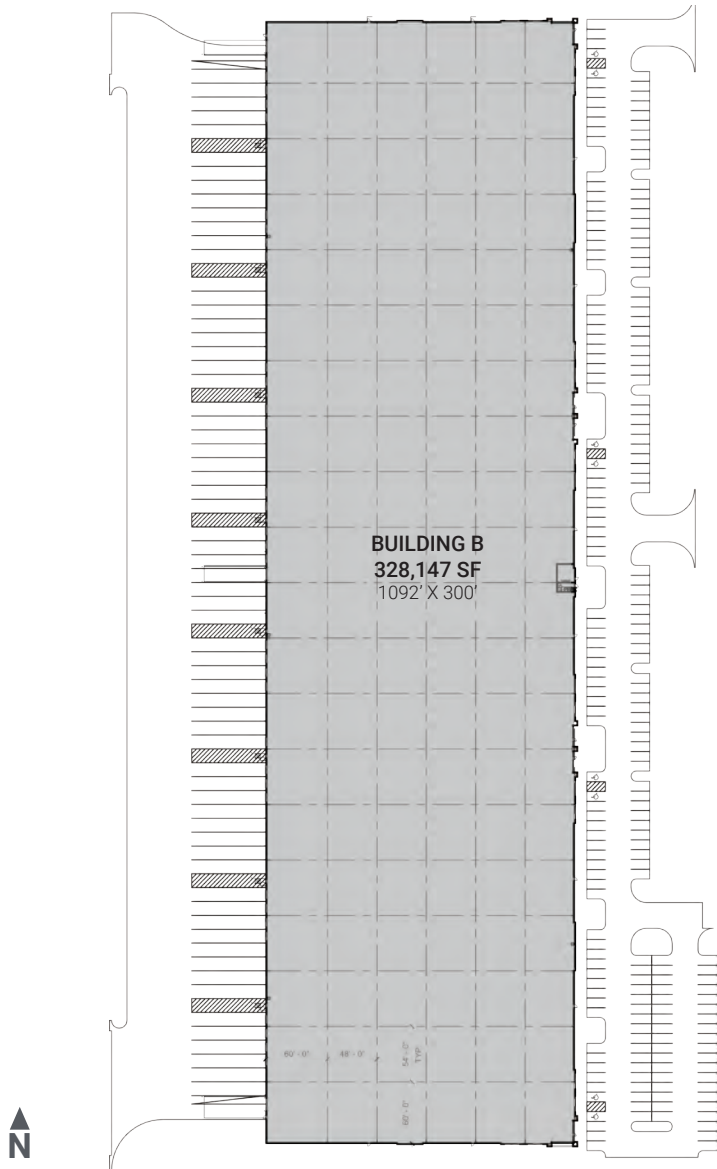 BUILDING B
328,147 SF
1092' X 300'
60' - 0"
48' - 0"
54' - 0"
TYP.
60' - 0"
N